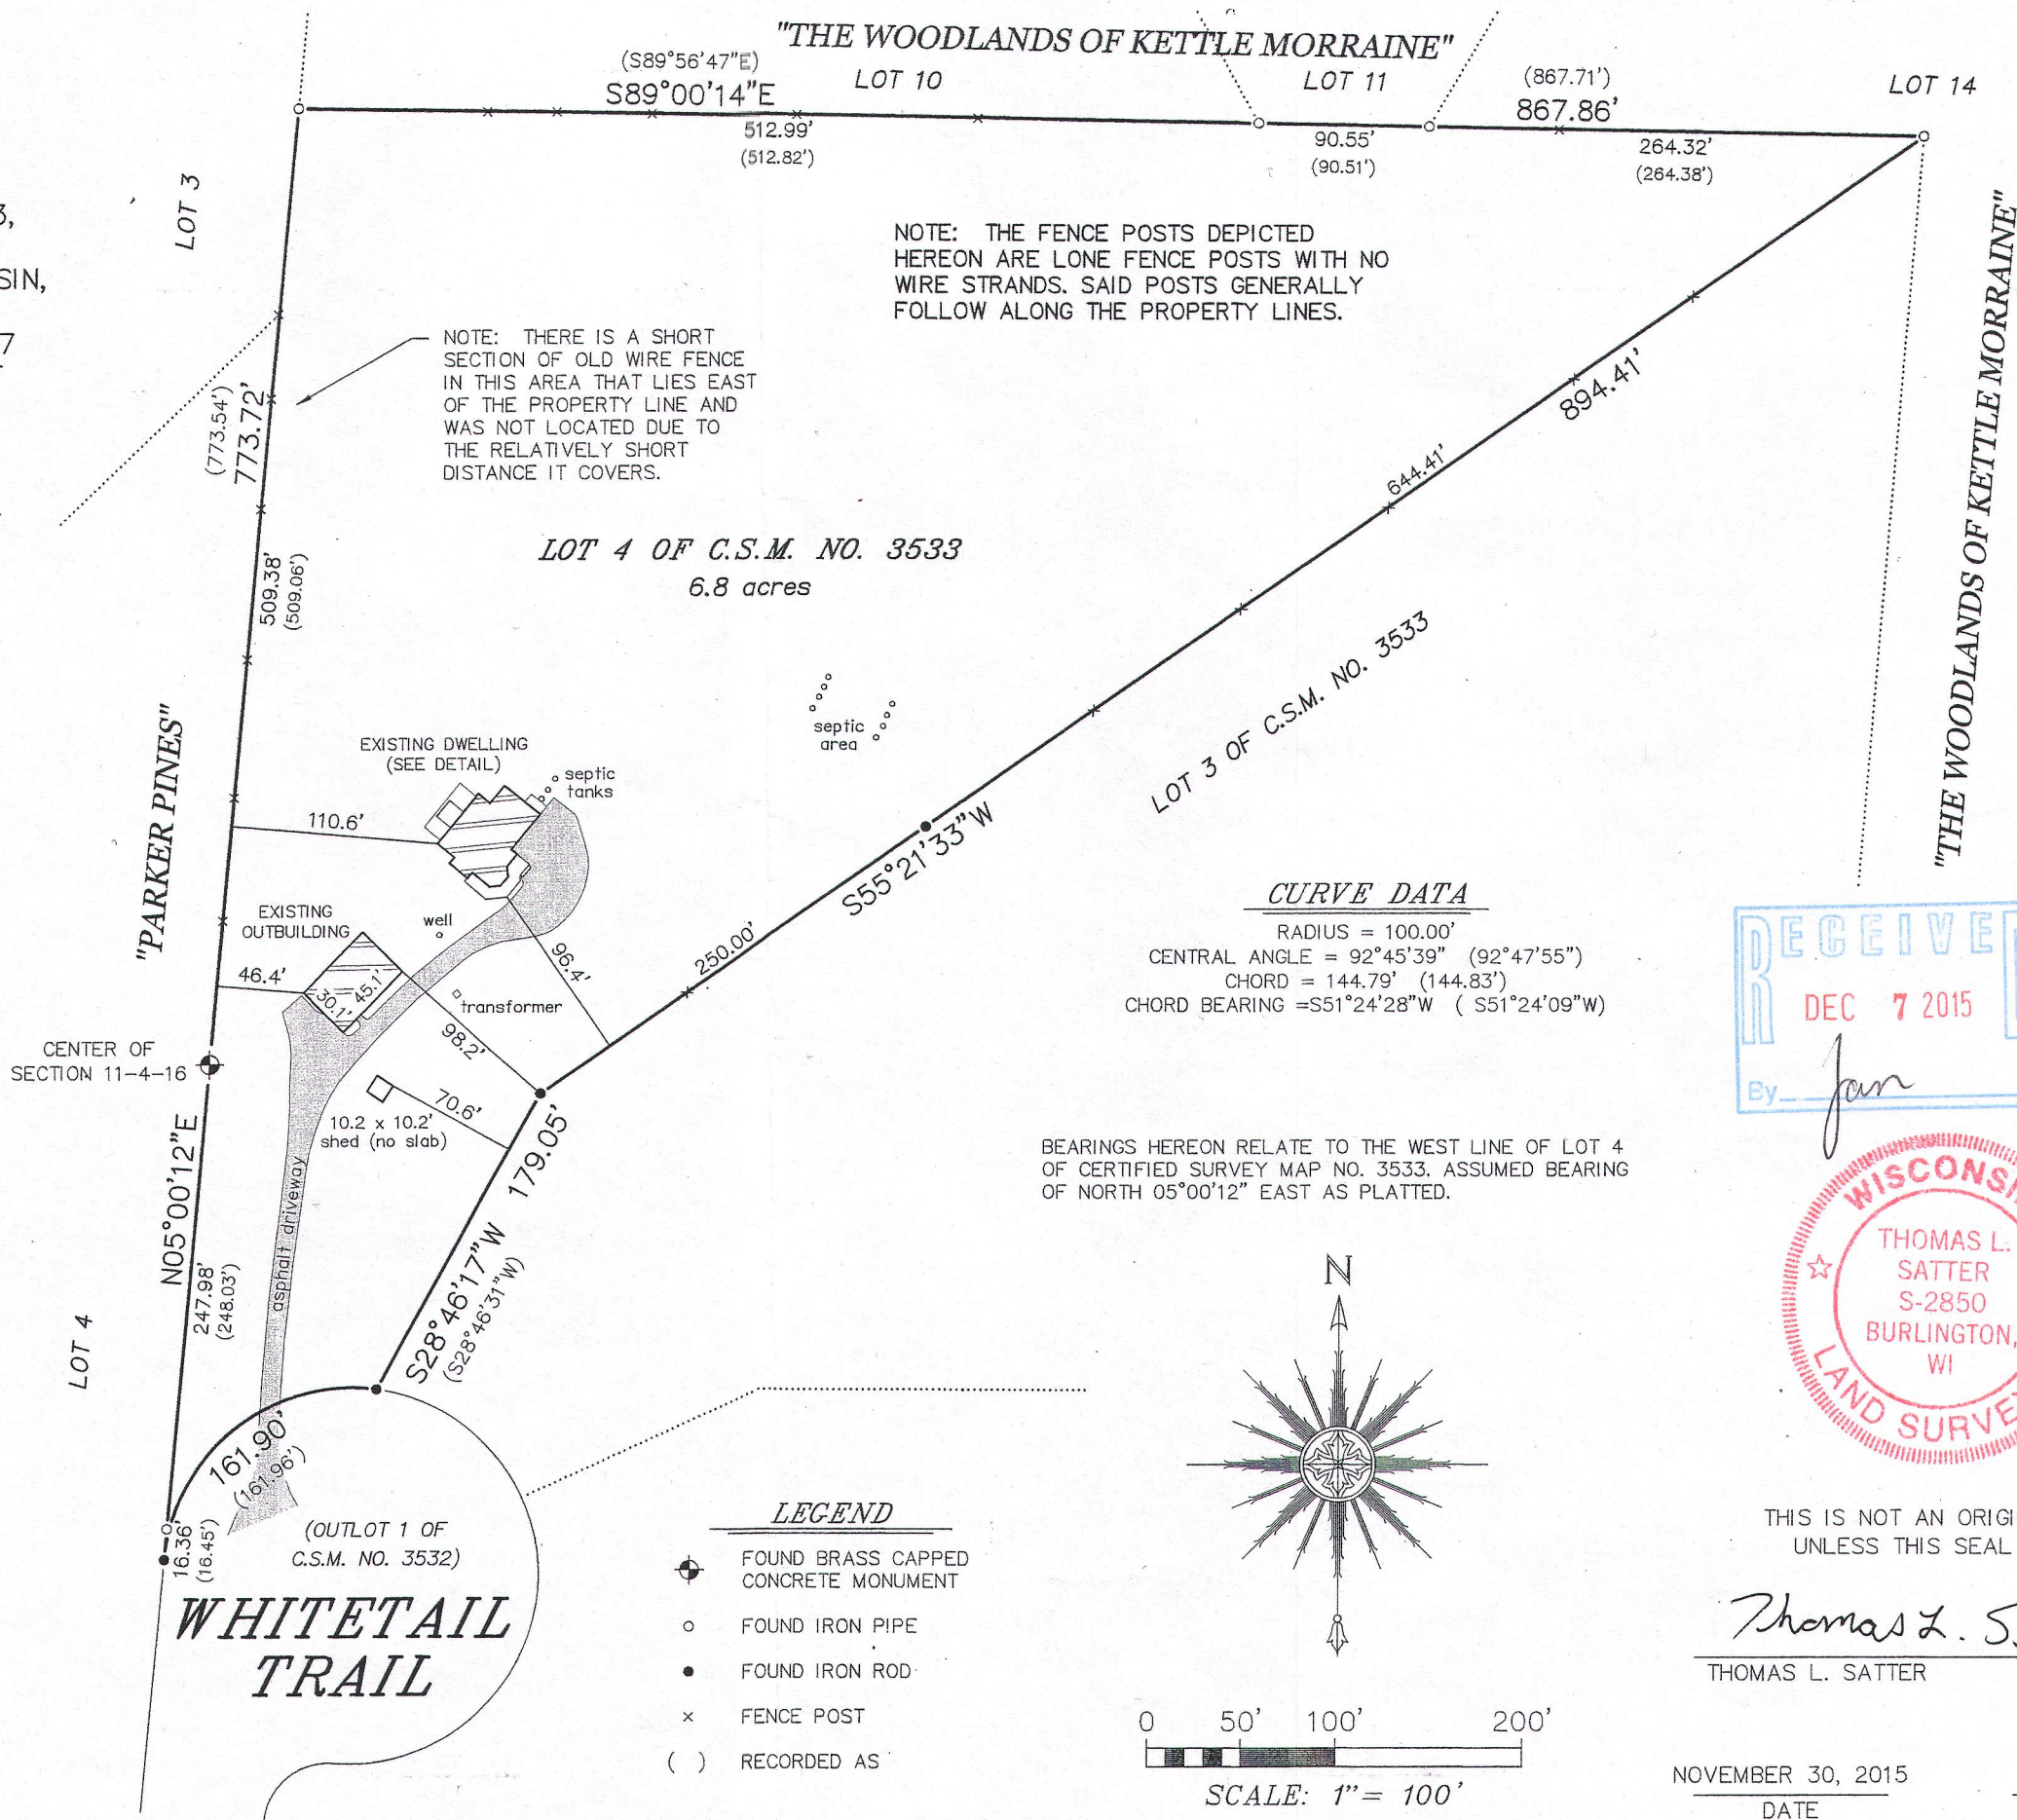 "THE WOODLANDS OF KETTLE MORRAINE"
(S89°56'47"E)
S89°00'14"E
LOT 10
LOT 11
(867.71')
867.86'
LOT 14
512.99'
(512.82')
90.55'
(90.51')
264.32'
(264.38')
LOT 3
3,
SIN,
7
NOTE: THE FENCE POSTS DEPICTED
HEREON ARE LONE FENCE POSTS WITH NO
WIRE STRANDS. SAID POSTS GENERALLY
FOLLOW ALONG THE PROPERTY LINES.
NOTE: THERE IS A SHORT
SECTION OF OLD WIRE FENCE
IN THIS AREA THAT LIES EAST
OF THE PROPERTY LINE AND
WAS NOT LOCATED DUE TO
THE RELATIVELY SHORT
DISTANCE IT COVERS.
"THE WOODLANDS OF KETTLE MORRAINE"
(773.54')
773.72'
894.41'
644.41'
509.38'
(509.06')
LOT 4 OF C.S.M. NO. 3533
6.8 acres
LOT 3 OF C.S.M. NO. 3533
septic
area
"PARKER PINES"
EXISTING DWELLING
(SEE DETAIL)
septic
tanks
110.6'
S55°21'33"W
250.00'
EXISTING
OUTBUILDING
well
46.4'
30.1'
45.1'
96.4'
transformer
98.2'
CENTER OF
SECTION 11-4-16
70.6'
10.2 x 10.2'
shed (no slab)
179.05'
CURVE DATA
RADIUS = 100.00'
CENTRAL ANGLE = 92°45'39" (92°47'55")
CHORD = 144.79' (144.83')
CHORD BEARING =S51°24'28"W ( S51°24'09"W)
RECEIVE
DEC 7 2015
By Jan
BEARINGS HEREON RELATE TO THE WEST LINE OF LOT 4
OF CERTIFIED SURVEY MAP NO. 3533. ASSUMED BEARING
OF NORTH 05°00'12" EAST AS PLATTED.
N05°00'12"E
247.98'
(248.03')
asphalt driveway
S28°46'17"W
(S28°46'31"W)
LOT 4
161.90'
(161.96')
16.36'
(16.45')
(OUTLOT 1 OF
C.S.M. NO. 3532)
WHITETAIL
TRAIL
LEGEND
FOUND BRASS CAPPED
CONCRETE MONUMENT
FOUND IRON PIPE
FOUND IRON ROD
FENCE POST
( ) RECORDED AS
N
0 50' 100' 200'
SCALE: 1" = 100'
WISCONSI
THOMAS L.
SATTER
S-2850
BURLINGTON,
WI
LAND SURVE
THIS IS NOT AN ORIGI
UNLESS THIS SEAL
Thomas L. S
THOMAS L. SATTER
NOVEMBER 30, 2015
DATE